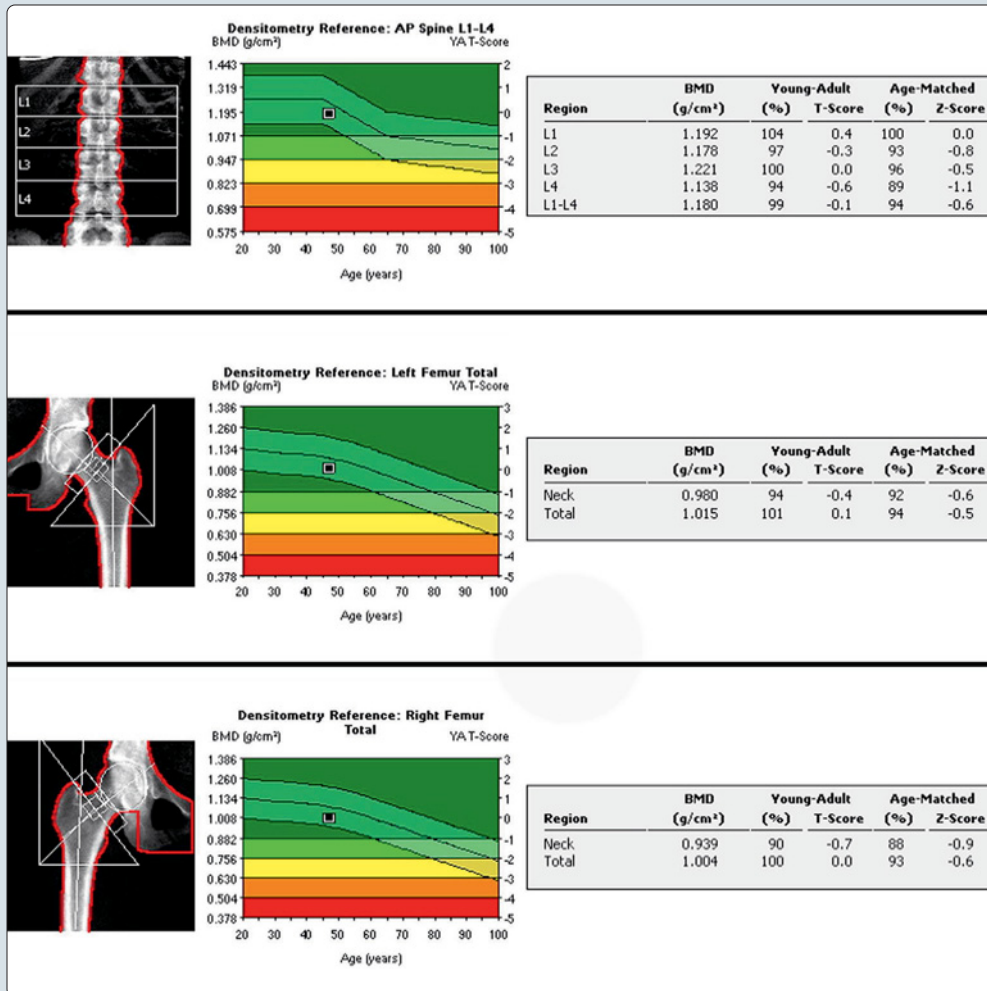 Densitometry Reference: AP Spine L1-L4
BMD (g/cm²) YA T-Score
1.443 2
1.319 1
1.195 0
1.071 -1
0.947 -2
0.823 -3
0.699 -4
0.575 -5
20 30 40 50 60 70 80 90 100
Age (years)
L1
L2
L3
L4
BMD Young-Adult Age-Matched
Region (g/cm²) (%) T-Score (%) Z-Score
L1 1.192 104 0.4 100 0.0
L2 1.178 97 -0.3 93 -0.8
L3 1.221 100 0.0 96 -0.5
L4 1.138 94 -0.6 89 -1.1
L1-L4 1.180 99 -0.1 94 -0.6
Densitometry Reference: Left Femur Total
BMD (g/cm²) YA T-Score
1.386 3
1.260 2
1.134 1
1.008 0
0.882 -1
0.756 -2
0.630 -3
0.504 -4
0.378 -5
20 30 40 50 60 70 80 90 100
Age (years)
BMD Young-Adult Age-Matched
Region (g/cm²) (%) T-Score (%) Z-Score
Neck 0.980 94 -0.4 92 -0.6
Total 1.015 101 0.1 94 -0.5
Densitometry Reference: Right Femur
Total
BMD (g/cm²) YA T-Score
1.386 3
1.260 2
1.134 1
1.008 0
0.882 -1
0.756 -2
0.630 -3
0.504 -4
0.378 -5
20 30 40 50 60 70 80 90 100
Age (years)
BMD Young-Adult Age-Matched
Region (g/cm²) (%) T-Score (%) Z-Score
Neck 0.939 90 -0.7 88 -0.9
Total 1.004 100 0.0 93 -0.6